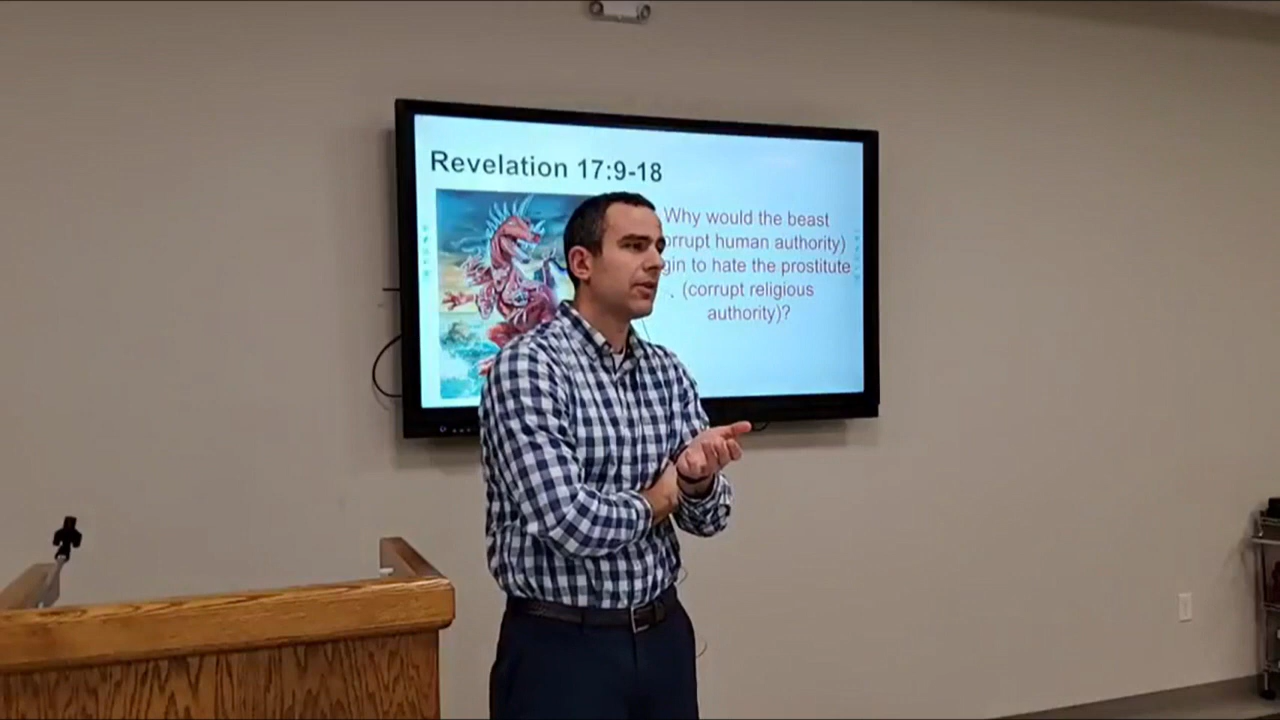 Revelation 17:9-18
Why would the beast
orrupt human authority)
gin to hate the prostitute
(corrupt religious
authority)?